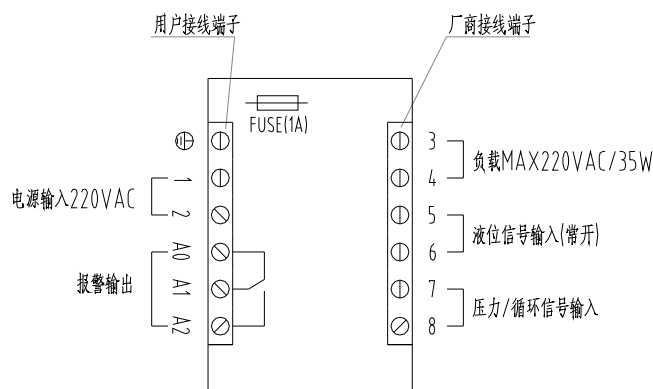 用户接线端子
厂商接线端子
FUSE(1A)
1
2
A0
A1
A2
电源输入220VAC
报警输出
3
4
5
6
7
8
负载MAX220VAC/35W
液位信号输入(常开)
压力/循环信号输入